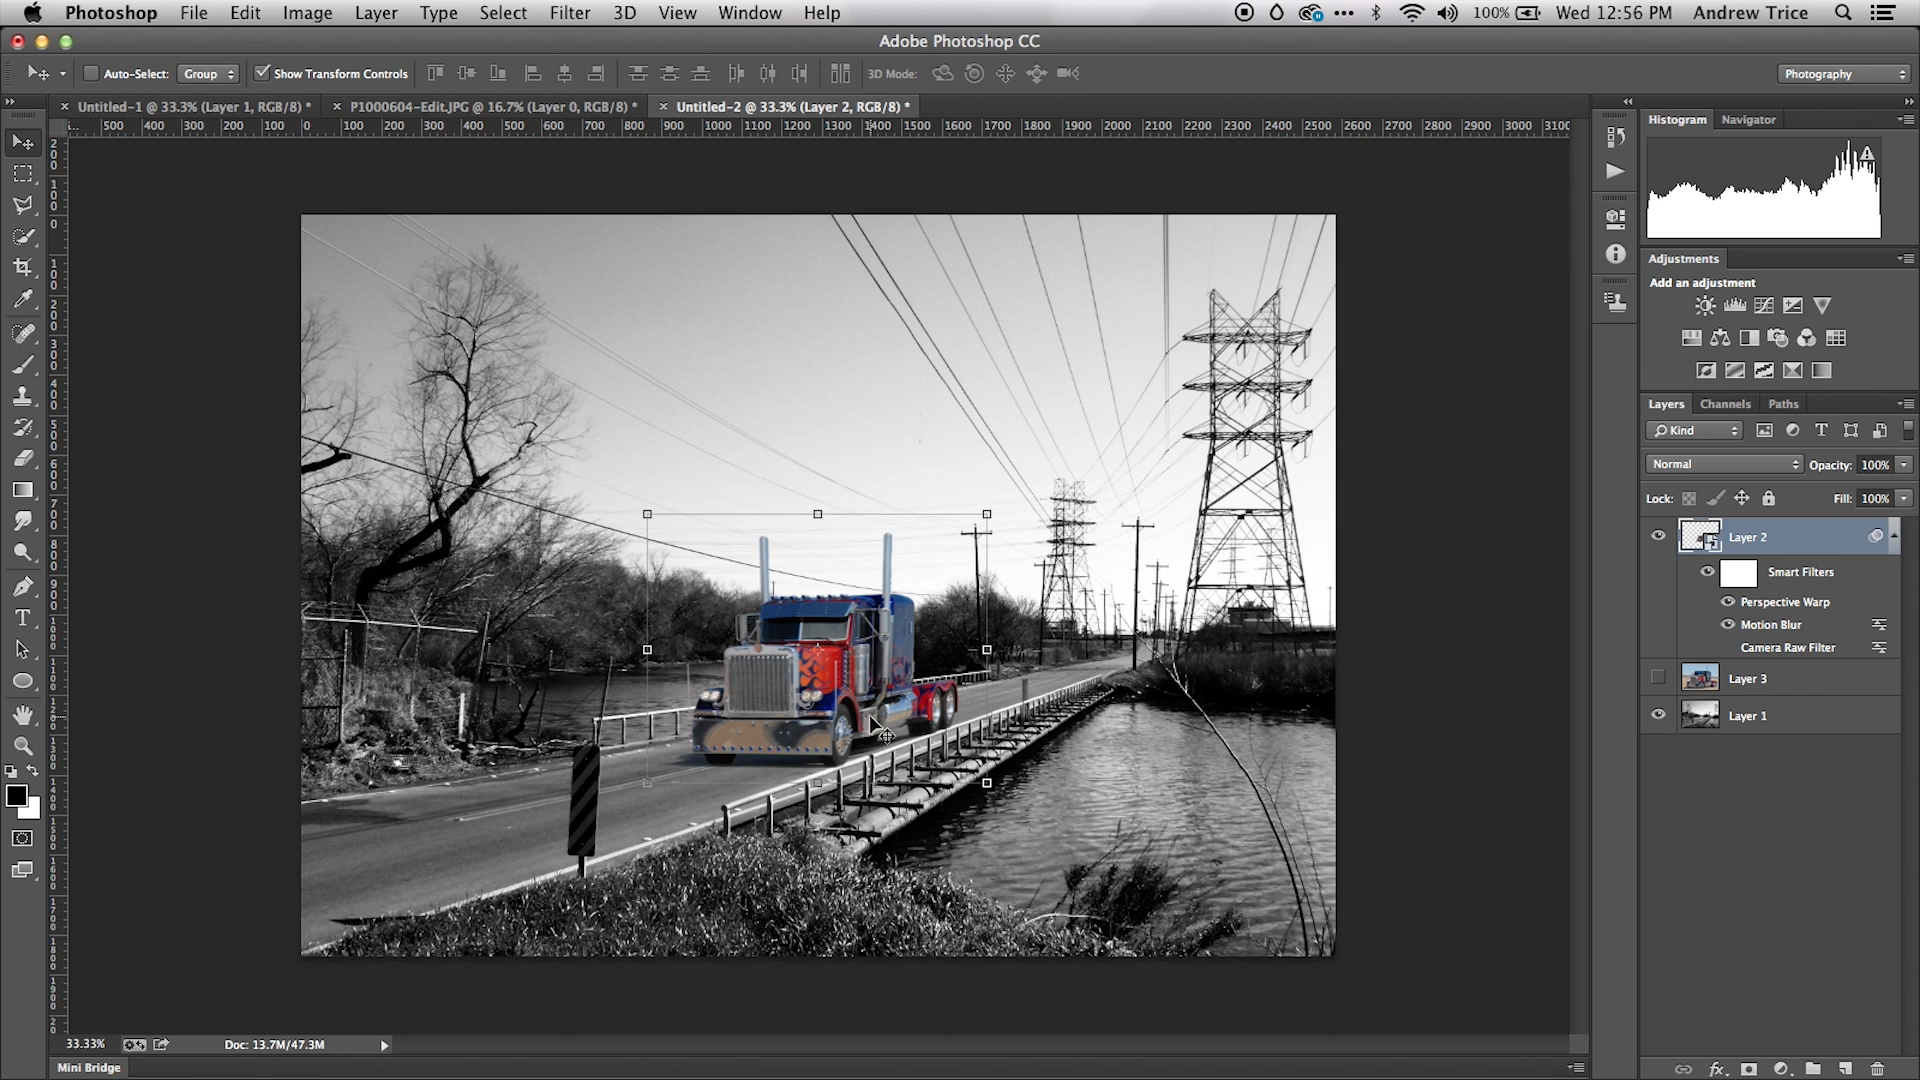 Photoshop File Edit Image Layer Type Select Filter 3D View Window Help 100% Wed 12:56 PM Andrew Trice
Adobe Photoshop CC
Auto-Select: Group Show Transform Controls 3D Mode: Photography
Untitled-1 @ 33.3% (Layer 1, RGB/8) * P1000604-Edit.JPG @ 16.7% (Layer 0, RGB/8) * Untitled-2 @ 33.3% (Layer 2, RGB/8) *
500 400 300 200 100 0 100 200 300 400 500 600 700 800 900 1000 1100 1200 1300 1400 1500 1600 1700 1800 1900 2000 2100 2200 2300 2400 2500 2600 2700 2800 2900 3000 3100
Histogram Navigator
Adjustments
Add an adjustment
Layers Channels Paths
Kind
Normal Opacity: 100%
Lock: Fill: 100%
Layer 2
Smart Filters
Perspective Warp
Motion Blur
Camera Raw Filter
Layer 3
Layer 1
33.33% Doc: 13.7M/47.3M
Mini Bridge
fx